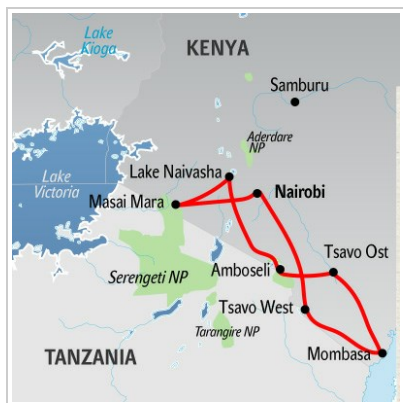 Lake
Kioga
KENYA
Samburu
Aderdare
NP
Lake Naivasha
Lake
Victoria
Masai Mara
Nairobi
Tsavo Ost
Amboseli
Serengeti NP
Tsavo West
Tarangire NP
TANZANIA
Mombasa